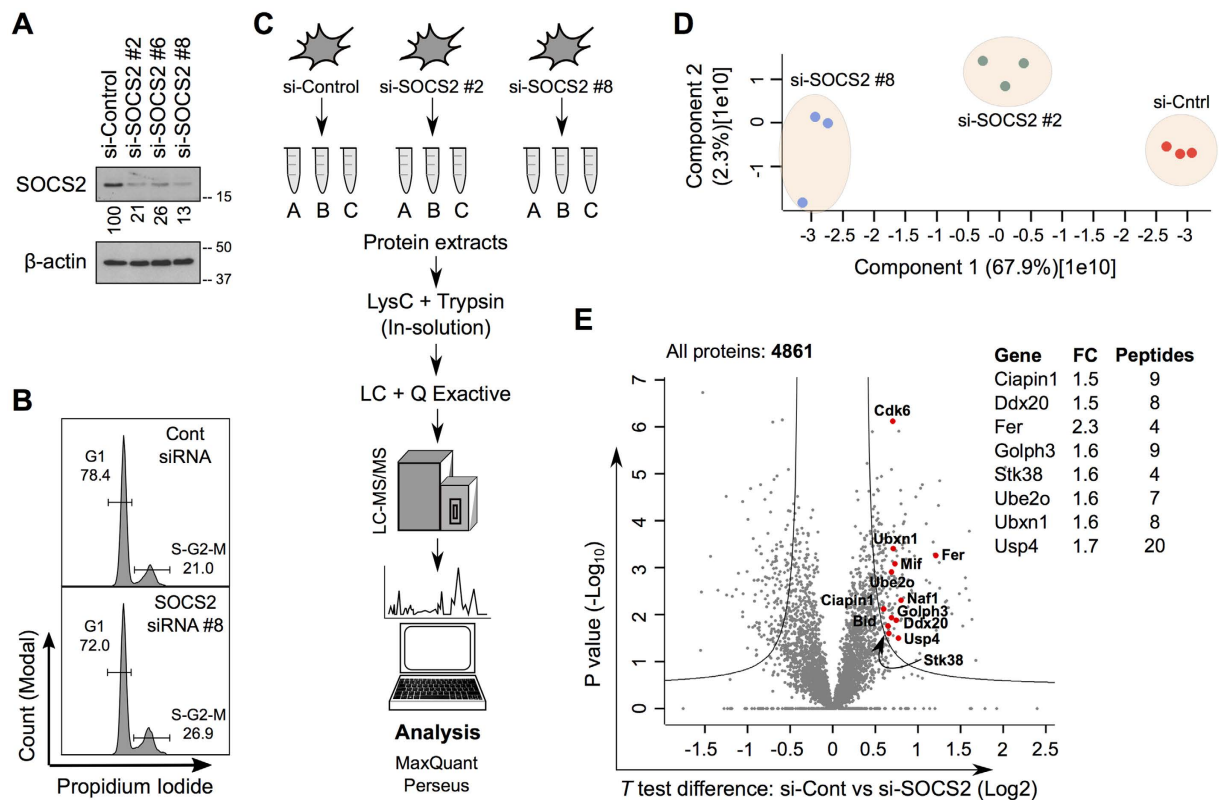 A
si-Control
si-SOCS2 #2
si-SOCS2 #6
si-SOCS2 #8
SOCS2
-- 15
100
21
26
13
β-actin
-- 50
-- 37
B
Cont
siRNA
G1
78.4
S-G2-M
21.0
SOCS2
siRNA #8
G1
72.0
S-G2-M
26.9
Count (Modal)
Propidium Iodide
C
si-Control
si-SOCS2 #2
si-SOCS2 #8
A B C A B C A B C
Protein extracts
LysC + Trypsin
(In-solution)
LC + Q Exactive
LC-MS/MS
Analysis
MaxQuant
Perseus
D
si-SOCS2 #8
si-SOCS2 #2
si-Cntrl
Component 2
(2.3%)[1e10]
1
0
-1
-3 -2.5 -2 -1.5 -1 -0.5 -0 -0.5 -1 -1.5 -2 -2.5 -3
Component 1 (67.9%)[1e10]
E
All proteins: 4861
Gene FC Peptides
Ciapin1 1.5 9
Ddx20 1.5 8
Fer 2.3 4
Golph3 1.6 9
Stk38 1.6 4
Ube2o 1.6 7
Ubxn1 1.6 8
Usp4 1.7 20
P value (-Log10)
7
6
5
4
3
2
1
0
Cdk6
Ubxn1
Fer
Mif
Ube2o
Naf1
Ciapin1
Golph3
Bid
Ddx20
Usp4
Stk38
-1.5 -1 -0.5 0 0.5 1 1.5 2 2.5
T test difference: si-Cont vs si-SOCS2 (Log2)